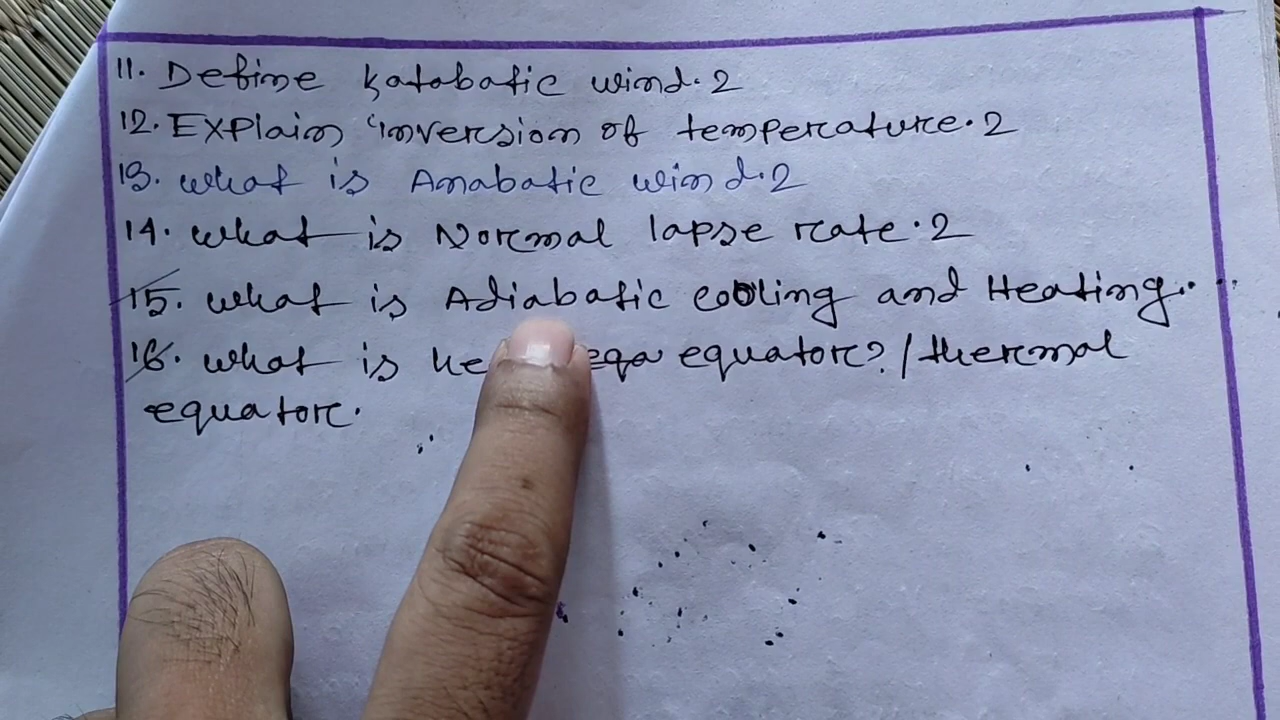 11. Define katabatic wind. 2
12. Explain inversion of temperature. 2
13. what is Anabatic wind. 2
14. what is Normal lapse rate. 2
15. what is Adiabatic cooling and Heating.
16. what is equator? / thermal
equator.